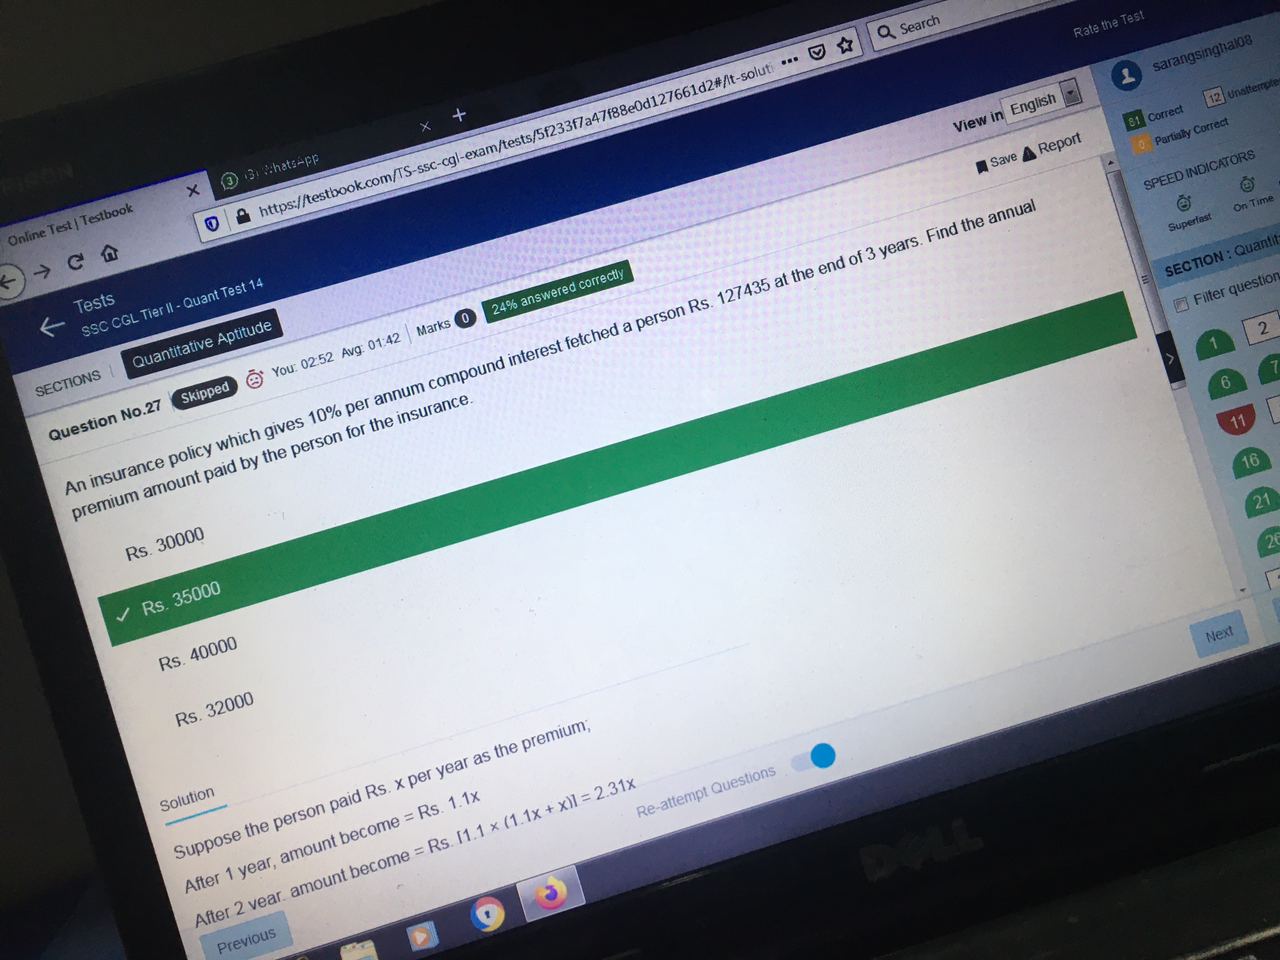 Online Test | Testbook
(3) WhatsApp
https://testbook.com/TS-ssc-cgl-exam/tests/5f233f7a47f88e0d127661d2#/lt-soluti
Search
Rate the Test
Tests
SSC CGL Tier II - Quant Test 14
sarangsinghal08
View in English
81 Correct
12 Unattempte
0 Partially Correct
SECTIONS
Quantitative Aptitude
Save
Report
SPEED INDICATORS
Superfast
On Time
Question No.27
Skipped
You: 02:52 Avg: 01:42
Marks 0
24% answered correctly
SECTION : Quantit
Filter question
An insurance policy which gives 10% per annum compound interest fetched a person Rs. 127435 at the end of 3 years. Find the annual
premium amount paid by the person for the insurance.
1
2
6
7
11
16
21
26
Rs. 30000
Rs. 35000
Rs. 40000
Rs. 32000
Solution
Suppose the person paid Rs. x per year as the premium;
After 1 year, amount become = Rs. 1.1x
After 2 year, amount become = Rs. [1.1 × (1.1x + x)] = 2.31x
Re-attempt Questions
Previous
Next
DELL